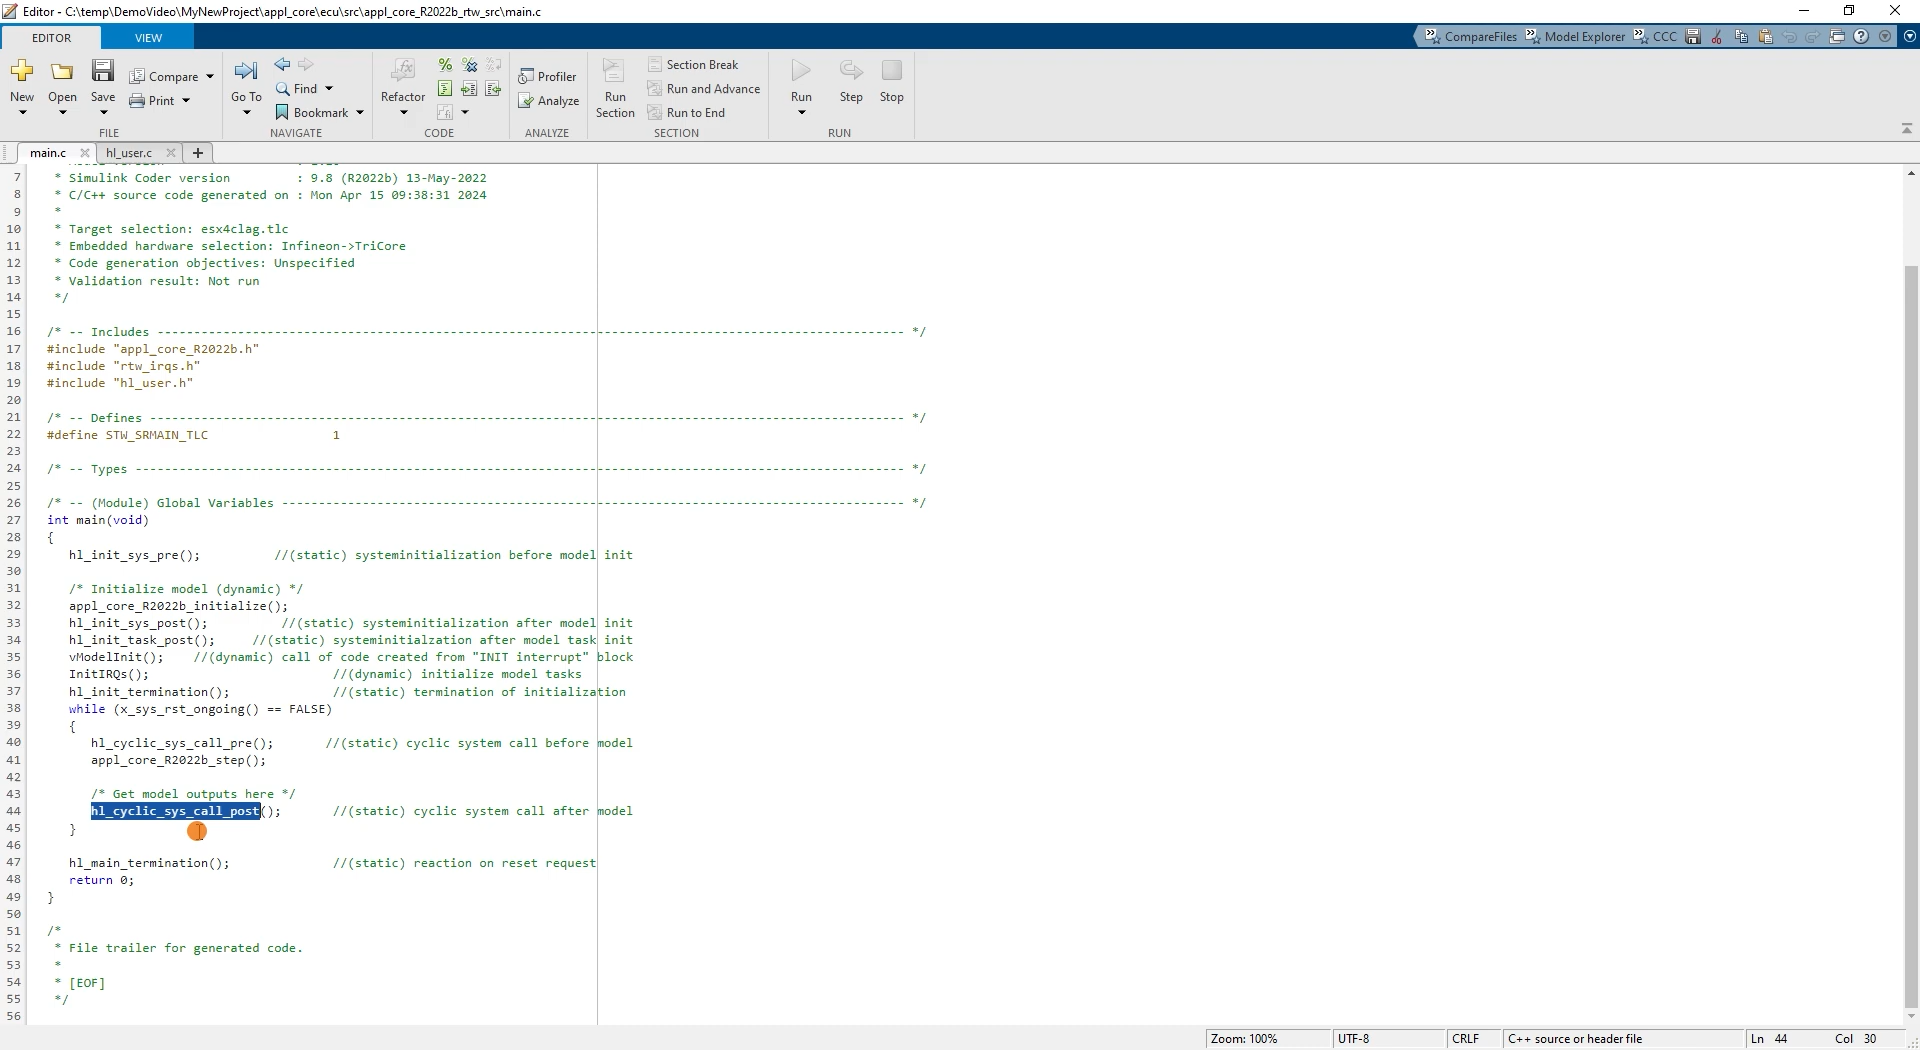 Editor - C:\temp\DemoVideo\MyNewProject\appl_core\ecu\src\appl_core_R2022b_rtw_src\main.c
EDITOR VIEW CompareFiles Model Explorer CCC
New Open Save Compare Print
FILE
Go To Find Bookmark
NAVIGATE
Refactor
CODE
Profiler Analyze
ANALYZE
Run Section Section Break Run and Advance Run to End
SECTION
Run Step Stop
RUN
main.c hl_user.c
7 * Simulink Coder version : 9.8 (R2022b) 13-May-2022
8 * C/C++ source code generated on : Mon Apr 15 09:38:31 2024
9 *
10 * Target selection: esx4clag.tlc
11 * Embedded hardware selection: Infineon->TriCore
12 * Code generation objectives: Unspecified
13 * Validation result: Not run
14 */
15
16 /* -- Includes ------------------------------------------------------------------------------------------------------ */
17 #include "appl_core_R2022b.h"
18 #include "rtw_irqs.h"
19 #include "hl_user.h"
20
21 /* -- Defines ------------------------------------------------------------------------------------------------------- */
22 #define STW_SRMAIN_TLC 1
23
24 /* -- Types --------------------------------------------------------------------------------------------------------- */
25
26 /* -- (Module) Global Variables ------------------------------------------------------------------------------------- */
27 int main(void)
28 {
29 hl_init_sys_pre(); //(static) systeminitialization before model init
30
31 /* Initialize model (dynamic) */
32 appl_core_R2022b_initialize();
33 hl_init_sys_post(); //(static) systeminitialization after model init
34 hl_init_task_post(); //(static) systeminitialzation after model task init
35 vModelInit(); //(dynamic) call of code created from "INIT interrupt" block
36 InitIRQs(); //(dynamic) initialize model tasks
37 hl_init_termination(); //(static) termination of initialization
38 while (x_sys_rst_ongoing() == FALSE)
39 {
40 hl_cyclic_sys_call_pre(); //(static) cyclic system call before model
41 appl_core_R2022b_step();
42
43 /* Get model outputs here */
44 hl_cyclic_sys_call_post(); //(static) cyclic system call after model
45 }
46
47 hl_main_termination(); //(static) reaction on reset request
48 return 0;
49 }
50
51 /*
52 * File trailer for generated code.
53 *
54 * [EOF]
55 */
56
Zoom: 100% UTF-8 CRLF C++ source or header file Ln 44 Col 30